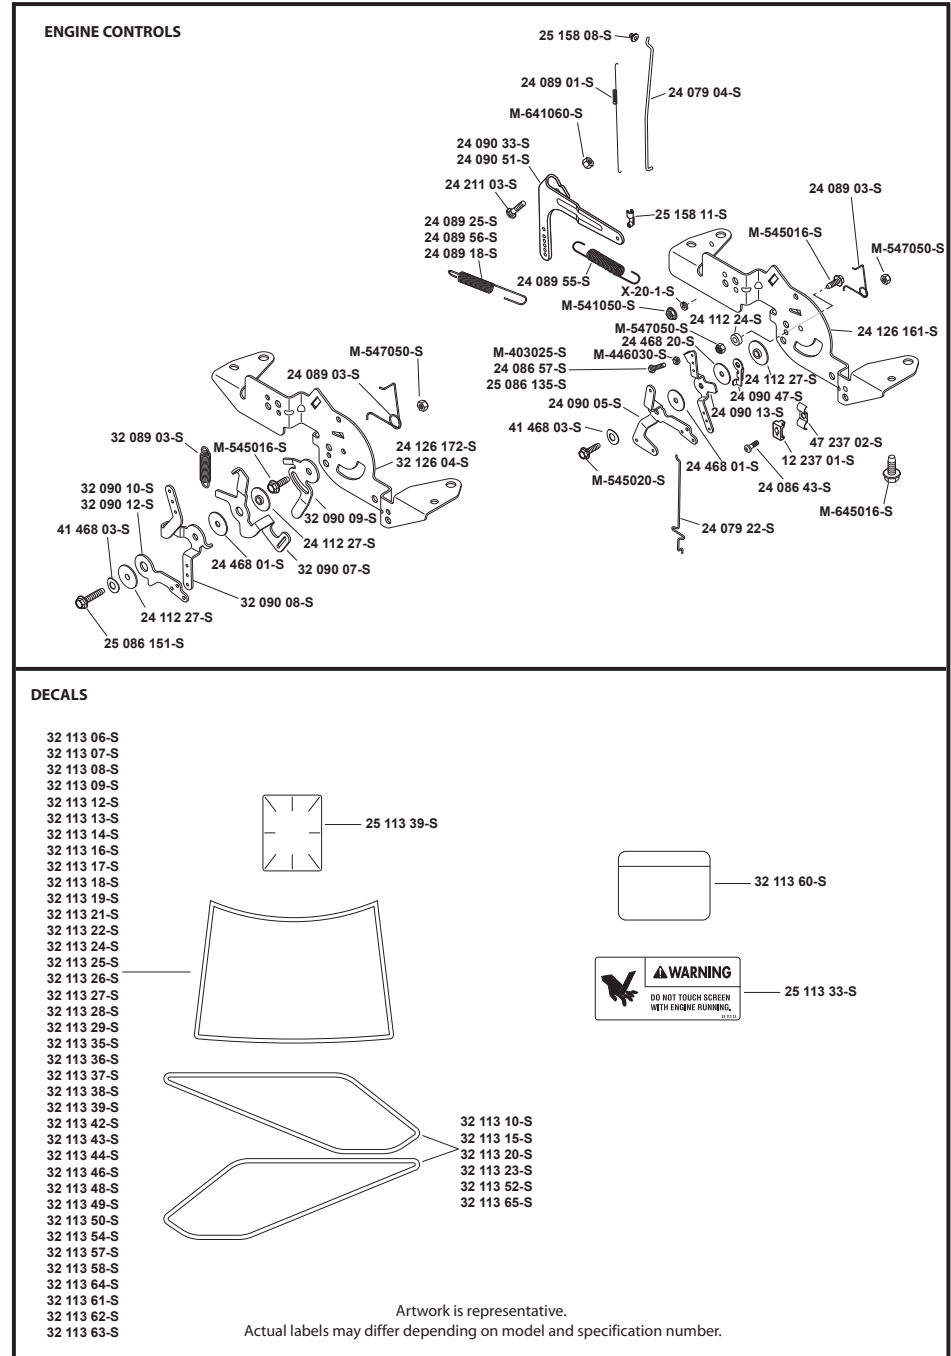 ENGINE CONTROLS
25 158 08-S
24 089 01-S
24 079 04-S
M-641060-S
24 090 33-S
24 090 51-S
24 211 03-S
24 089 03-S
25 158 11-S
24 089 25-S
24 089 56-S
24 089 18-S
M-545016-S
M-547050-S
24 089 55-S
X-20-1-S
M-541050-S
24 112 24-S
M-547050-S
24 126 161-S
24 468 20-S
M-403025-S
M-446030-S
24 086 57-S
25 086 135-S
24 112 27-S
24 090 47-S
24 090 05-S
24 090 13-S
41 468 03-S
47 237 02-S
12 237 01-S
24 468 01-S
M-545020-S
24 086 43-S
M-645016-S
24 079 22-S
M-547050-S
24 089 03-S
32 089 03-S
M-545016-S
24 126 172-S
32 126 04-S
32 090 10-S
32 090 12-S
41 468 03-S
32 090 09-S
24 112 27-S
24 468 01-S
32 090 07-S
32 090 08-S
24 112 27-S
25 086 151-S
DECALS
32 113 06-S
32 113 07-S
32 113 08-S
32 113 09-S
32 113 12-S
32 113 13-S
32 113 14-S
32 113 16-S
32 113 17-S
32 113 18-S
32 113 19-S
32 113 21-S
32 113 22-S
32 113 24-S
32 113 25-S
32 113 26-S
32 113 27-S
32 113 28-S
32 113 29-S
32 113 35-S
32 113 36-S
32 113 37-S
32 113 38-S
32 113 39-S
32 113 42-S
32 113 43-S
32 113 44-S
32 113 46-S
32 113 48-S
32 113 49-S
32 113 50-S
32 113 54-S
32 113 57-S
32 113 58-S
32 113 64-S
32 113 61-S
32 113 62-S
32 113 63-S
25 113 39-S
32 113 60-S
WARNING
DO NOT TOUCH SCREEN
WITH ENGINE RUNNING.
25 113 33-S
32 113 10-S
32 113 15-S
32 113 20-S
32 113 23-S
32 113 52-S
32 113 65-S
Artwork is representative.
Actual labels may differ depending on model and specification number.